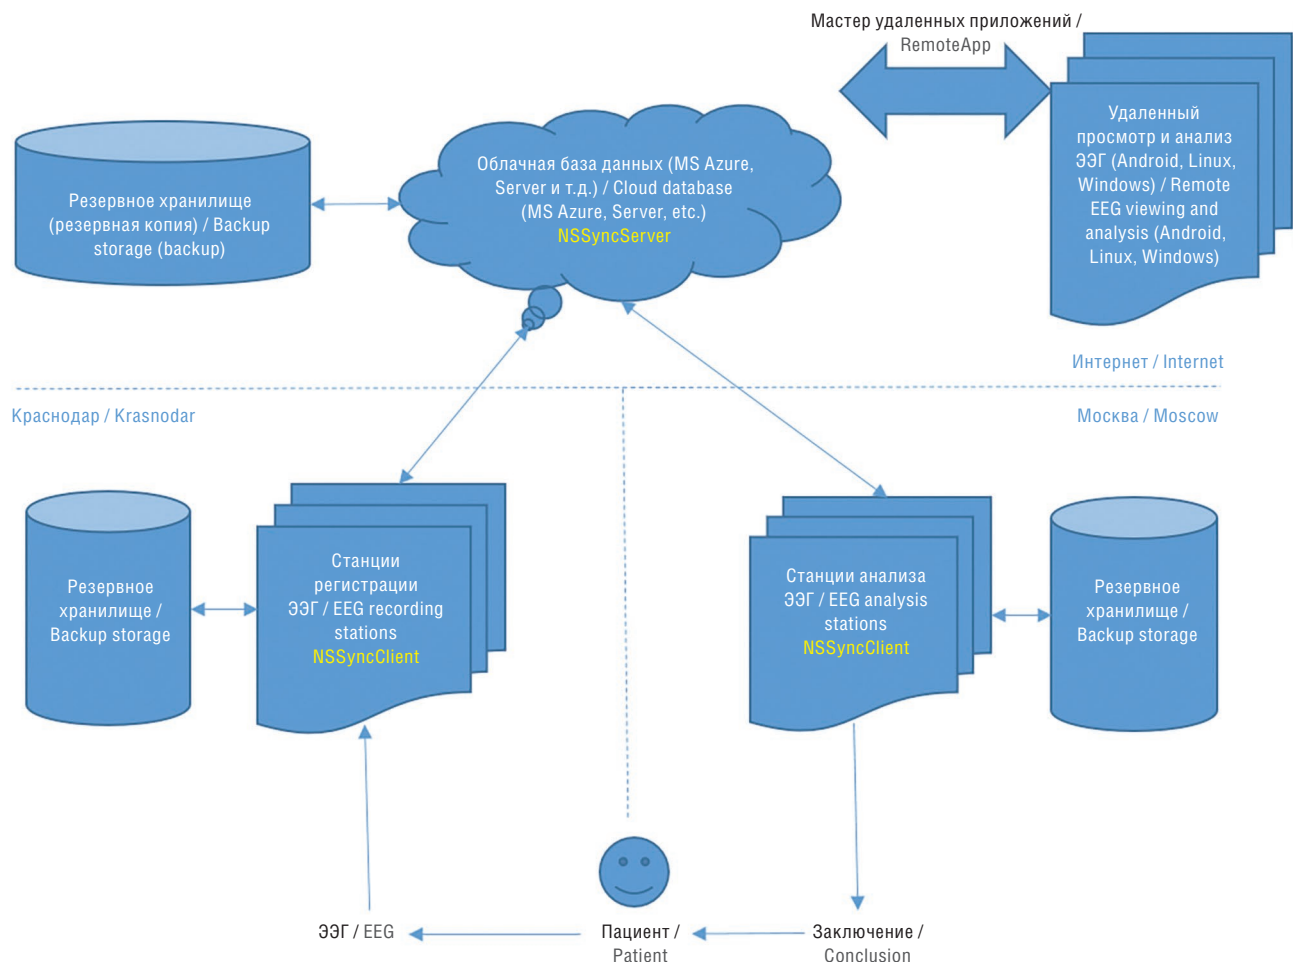 Мастер удаленных приложений /
RemoteApp
Удаленный
просмотр и анализ
ЭЭГ (Android, Linux,
Windows) / Remote
EEG viewing and
analysis (Android,
Linux, Windows)
Облачная база данных (MS Azure,
Server и т.д.) / Cloud database
(MS Azure, Server, etc.)
NSSyncServer
Резервное хранилище
(резервная копия) / Backup
storage (backup)
Интернет / Internet
Краснодар / Krasnodar
Москва / Moscow
Резервное
хранилище /
Backup storage
Станции
регистрации
ЭЭГ / EEG recording
stations
NSSyncClient
Станции анализа
ЭЭГ / EEG analysis
stations
NSSyncClient
Резервное
хранилище /
Backup storage
ЭЭГ / EEG
Пациент /
Patient
Заключение /
Conclusion